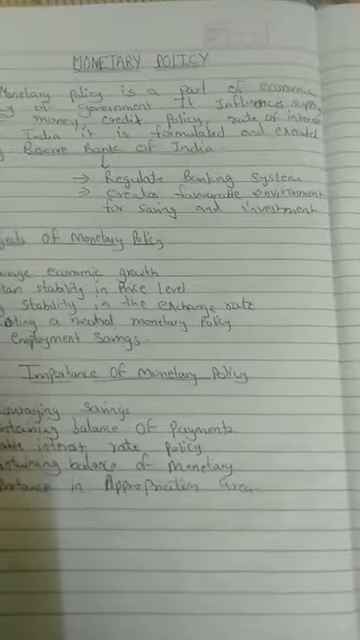 MONETARY POLICY
Monetary policy is a part of economic
of government It Influences supply
money, credit policy, rate of interest
India it is formulated and
Reserve Bank of India.
→ Regulate Banking System
→ Creates favourable environment
for saving and investment
of Monetary Policy
economic growth
stability in Price Level
stability in the exchange rate
a neutral monetary Policy
employment savings.
Importance Of Monetary Policy
savings
balance Of Payments
interest rate policy
balance of Monetary
in Appropriation Area